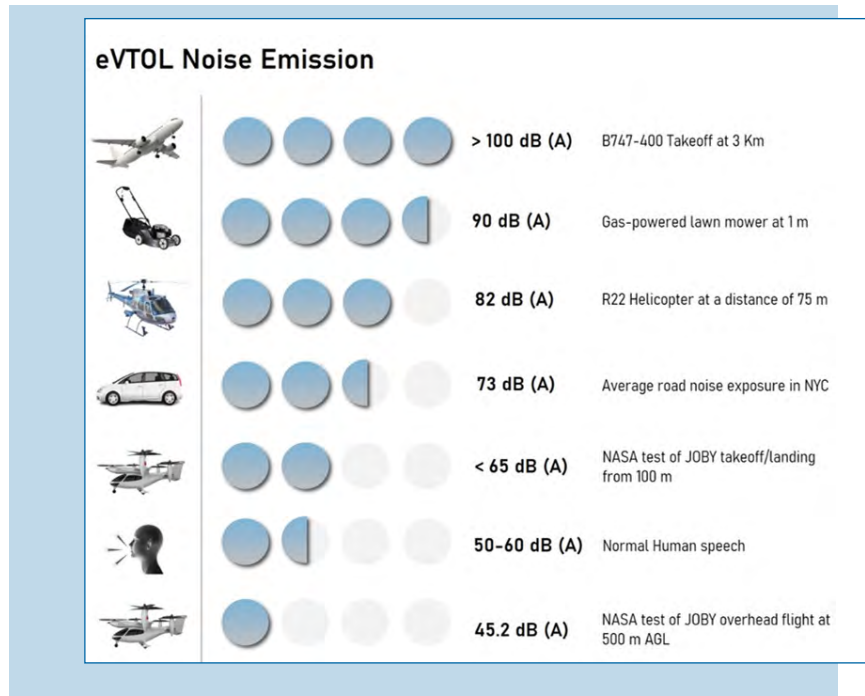 eVTOL Noise Emission
> 100 dB (A) B747-400 Takeoff at 3 Km
90 dB (A) Gas-powered lawn mower at 1 m
82 dB (A) R22 Helicopter at a distance of 75 m
73 dB (A) Average road noise exposure in NYC
< 65 dB (A) NASA test of JOBY takeoff/landing
from 100 m
50-60 dB (A) Normal Human speech
45.2 dB (A) NASA test of JOBY overhead flight at
500 m AGL